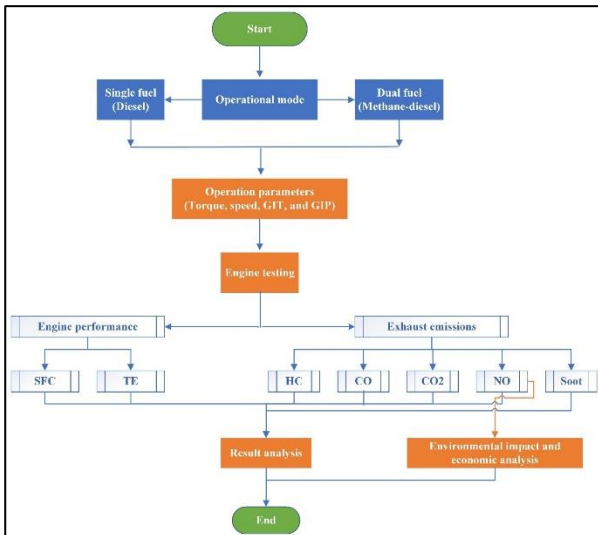 Start
Single fuel
(Diesel)
Operational mode
Dual fuel
(Methane-diesel)
Operation parameters
(Torque, speed, GIT, and GIP)
Engine testing
Engine performance
Exhaust emissions
SFC
TE
HC
CO
CO2
NO
Soot
Result analysis
Environmental impact and
economic analysis
End